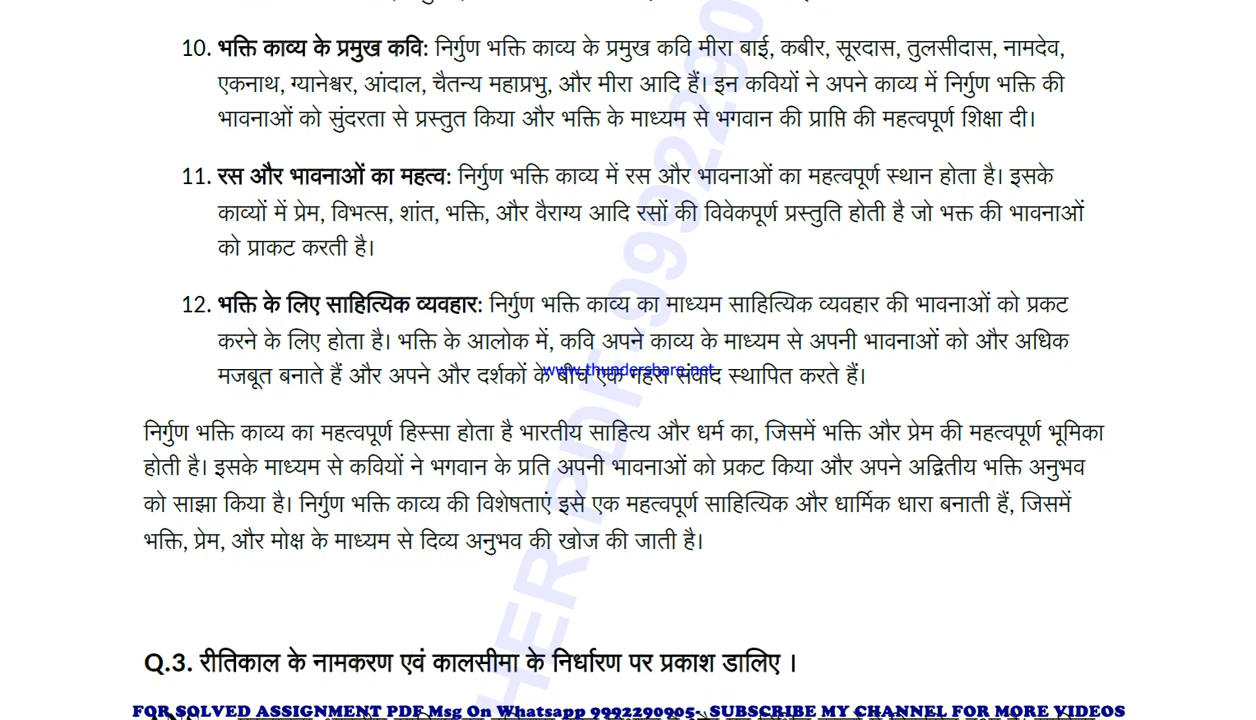 10. भक्ति काव्य के प्रमुख कवि: निर्गुण भक्ति काव्य के प्रमुख कवि मीरा बाई, कबीर, सूरदास, तुलसीदास, नामदेव,
एकनाथ, ग्यानेश्वर, आंदाल, चैतन्य महाप्रभु, और मीरा आदि हैं। इन कवियों ने अपने काव्य में निर्गुण भक्ति की
भावनाओं को सुंदरता से प्रस्तुत किया और भक्ति के माध्यम से भगवान की प्राप्ति की महत्वपूर्ण शिक्षा दी।
11. रस और भावनाओं का महत्व: निर्गुण भक्ति काव्य में रस और भावनाओं का महत्वपूर्ण स्थान होता है। इसके
काव्यों में प्रेम, विभत्स, शांत, भक्ति, और वैराग्य आदि रसों की विवेकपूर्ण प्रस्तुति होती है जो भक्त की भावनाओं
को प्राकट करती है।
12. भक्ति के लिए साहित्यिक व्यवहार: निर्गुण भक्ति काव्य का माध्यम साहित्यिक व्यवहार की भावनाओं को प्रकट
करने के लिए होता है। भक्ति के आलोक में, कवि अपने काव्य के माध्यम से अपनी भावनाओं को और अधिक
मजबूत बनाते हैं और अपने और दर्शकों के बीच एक गहरा संवाद स्थापित करते हैं।
www.thundershare.net
निर्गुण भक्ति काव्य का महत्वपूर्ण हिस्सा होता है भारतीय साहित्य और धर्म का, जिसमें भक्ति और प्रेम की महत्वपूर्ण भूमिका
होती है। इसके माध्यम से कवियों ने भगवान के प्रति अपनी भावनाओं को प्रकट किया और अपने अद्वितीय भक्ति अनुभव
को साझा किया है। निर्गुण भक्ति काव्य की विशेषताएं इसे एक महत्वपूर्ण साहित्यिक और धार्मिक धारा बनाती हैं, जिसमें
भक्ति, प्रेम, और मोक्ष के माध्यम से दिव्य अनुभव की खोज की जाती है।
Q.3. रीतिकाल के नामकरण एवं कालसीमा के निर्धारण पर प्रकाश डालिए ।
FOR SOLVED ASSIGNMENT PDF Msg On Whatsapp 9992290905- SUBSCRIBE MY CHANNEL FOR MORE VIDEOS
HER PDF-9992290